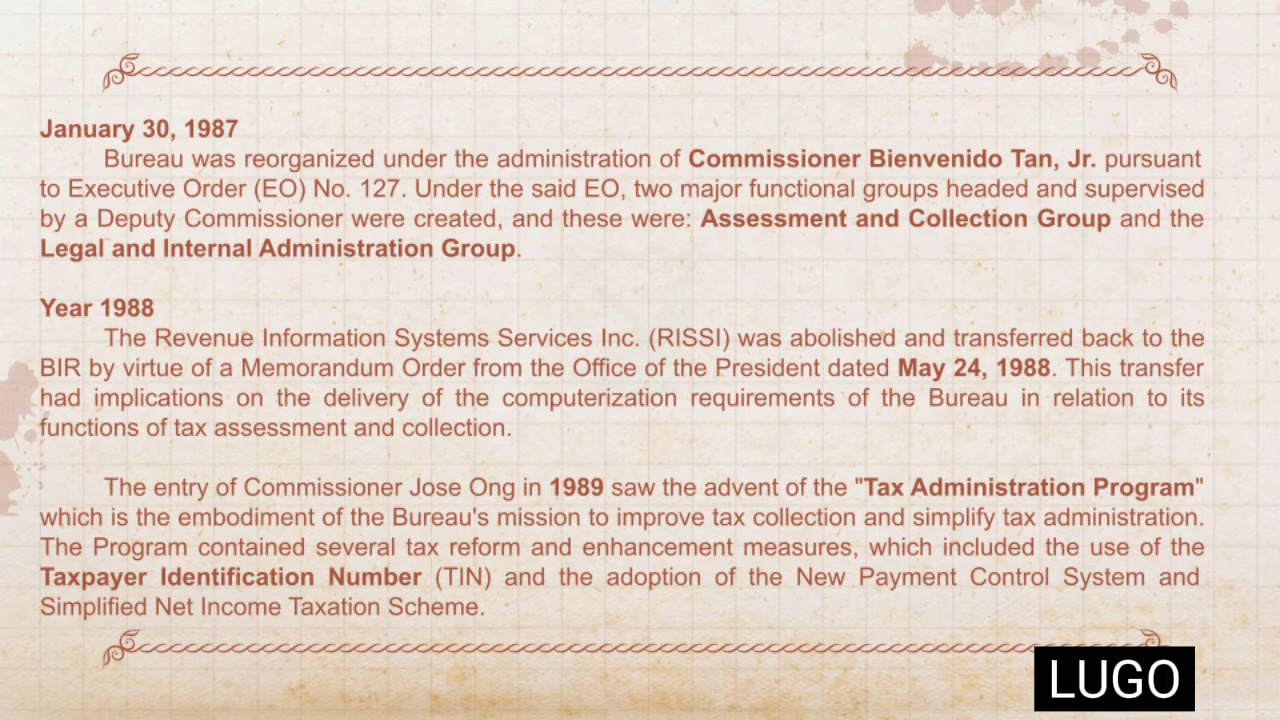 January 30, 1987
Bureau was reorganized under the administration of Commissioner Bienvenido Tan, Jr. pursuant
to Executive Order (EO) No. 127. Under the said EO, two major functional groups headed and supervised
by a Deputy Commissioner were created, and these were: Assessment and Collection Group and the
Legal and Internal Administration Group.
Year 1988
The Revenue Information Systems Services Inc. (RISSI) was abolished and transferred back to the
BIR by virtue of a Memorandum Order from the Office of the President dated May 24, 1988. This transfer
had implications on the delivery of the computerization requirements of the Bureau in relation to its
functions of tax assessment and collection.
The entry of Commissioner Jose Ong in 1989 saw the advent of the "Tax Administration Program"
which is the embodiment of the Bureau's mission to improve tax collection and simplify tax administration.
The Program contained several tax reform and enhancement measures, which included the use of the
Taxpayer Identification Number (TIN) and the adoption of the New Payment Control System and
Simplified Net Income Taxation Scheme.
LUGO